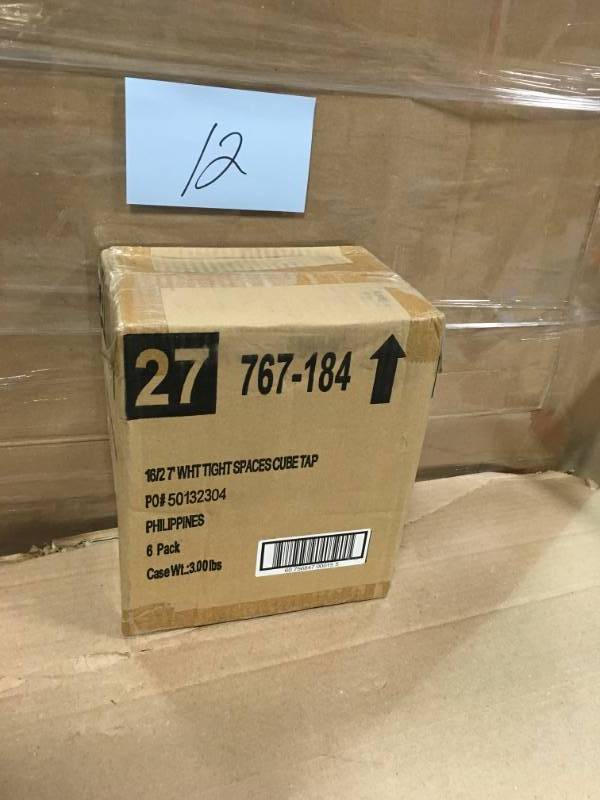 12
27 767-184
16/2 7' WHT TIGHT SPACES CUBE TAP
PO# 50132304
PHILIPPINES
6 Pack
Case Wt.:3.00 lbs